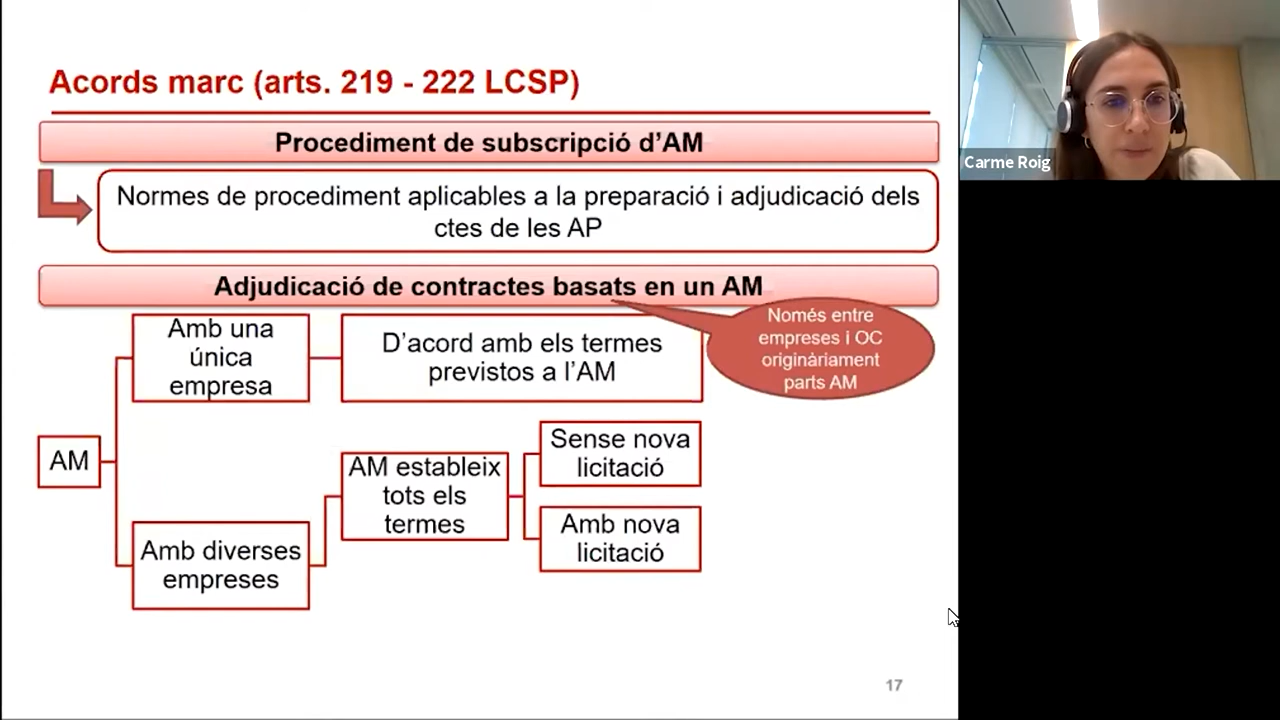 Acords marc (arts. 219 - 222 LCSP)
Procediment de subscripció d'AM
Normes de procediment aplicables a la preparació i adjudicació dels
ctes de les AP
Adjudicació de contractes basats en un AM
Només entre
empreses i OC
originàriament
parts AM
Amb una
única
empresa
D'acord amb els termes
previstos a l'AM
AM
Amb diverses
empreses
AM estableix
tots els
termes
Sense nova
licitació
Amb nova
licitació
17
Carme Roig